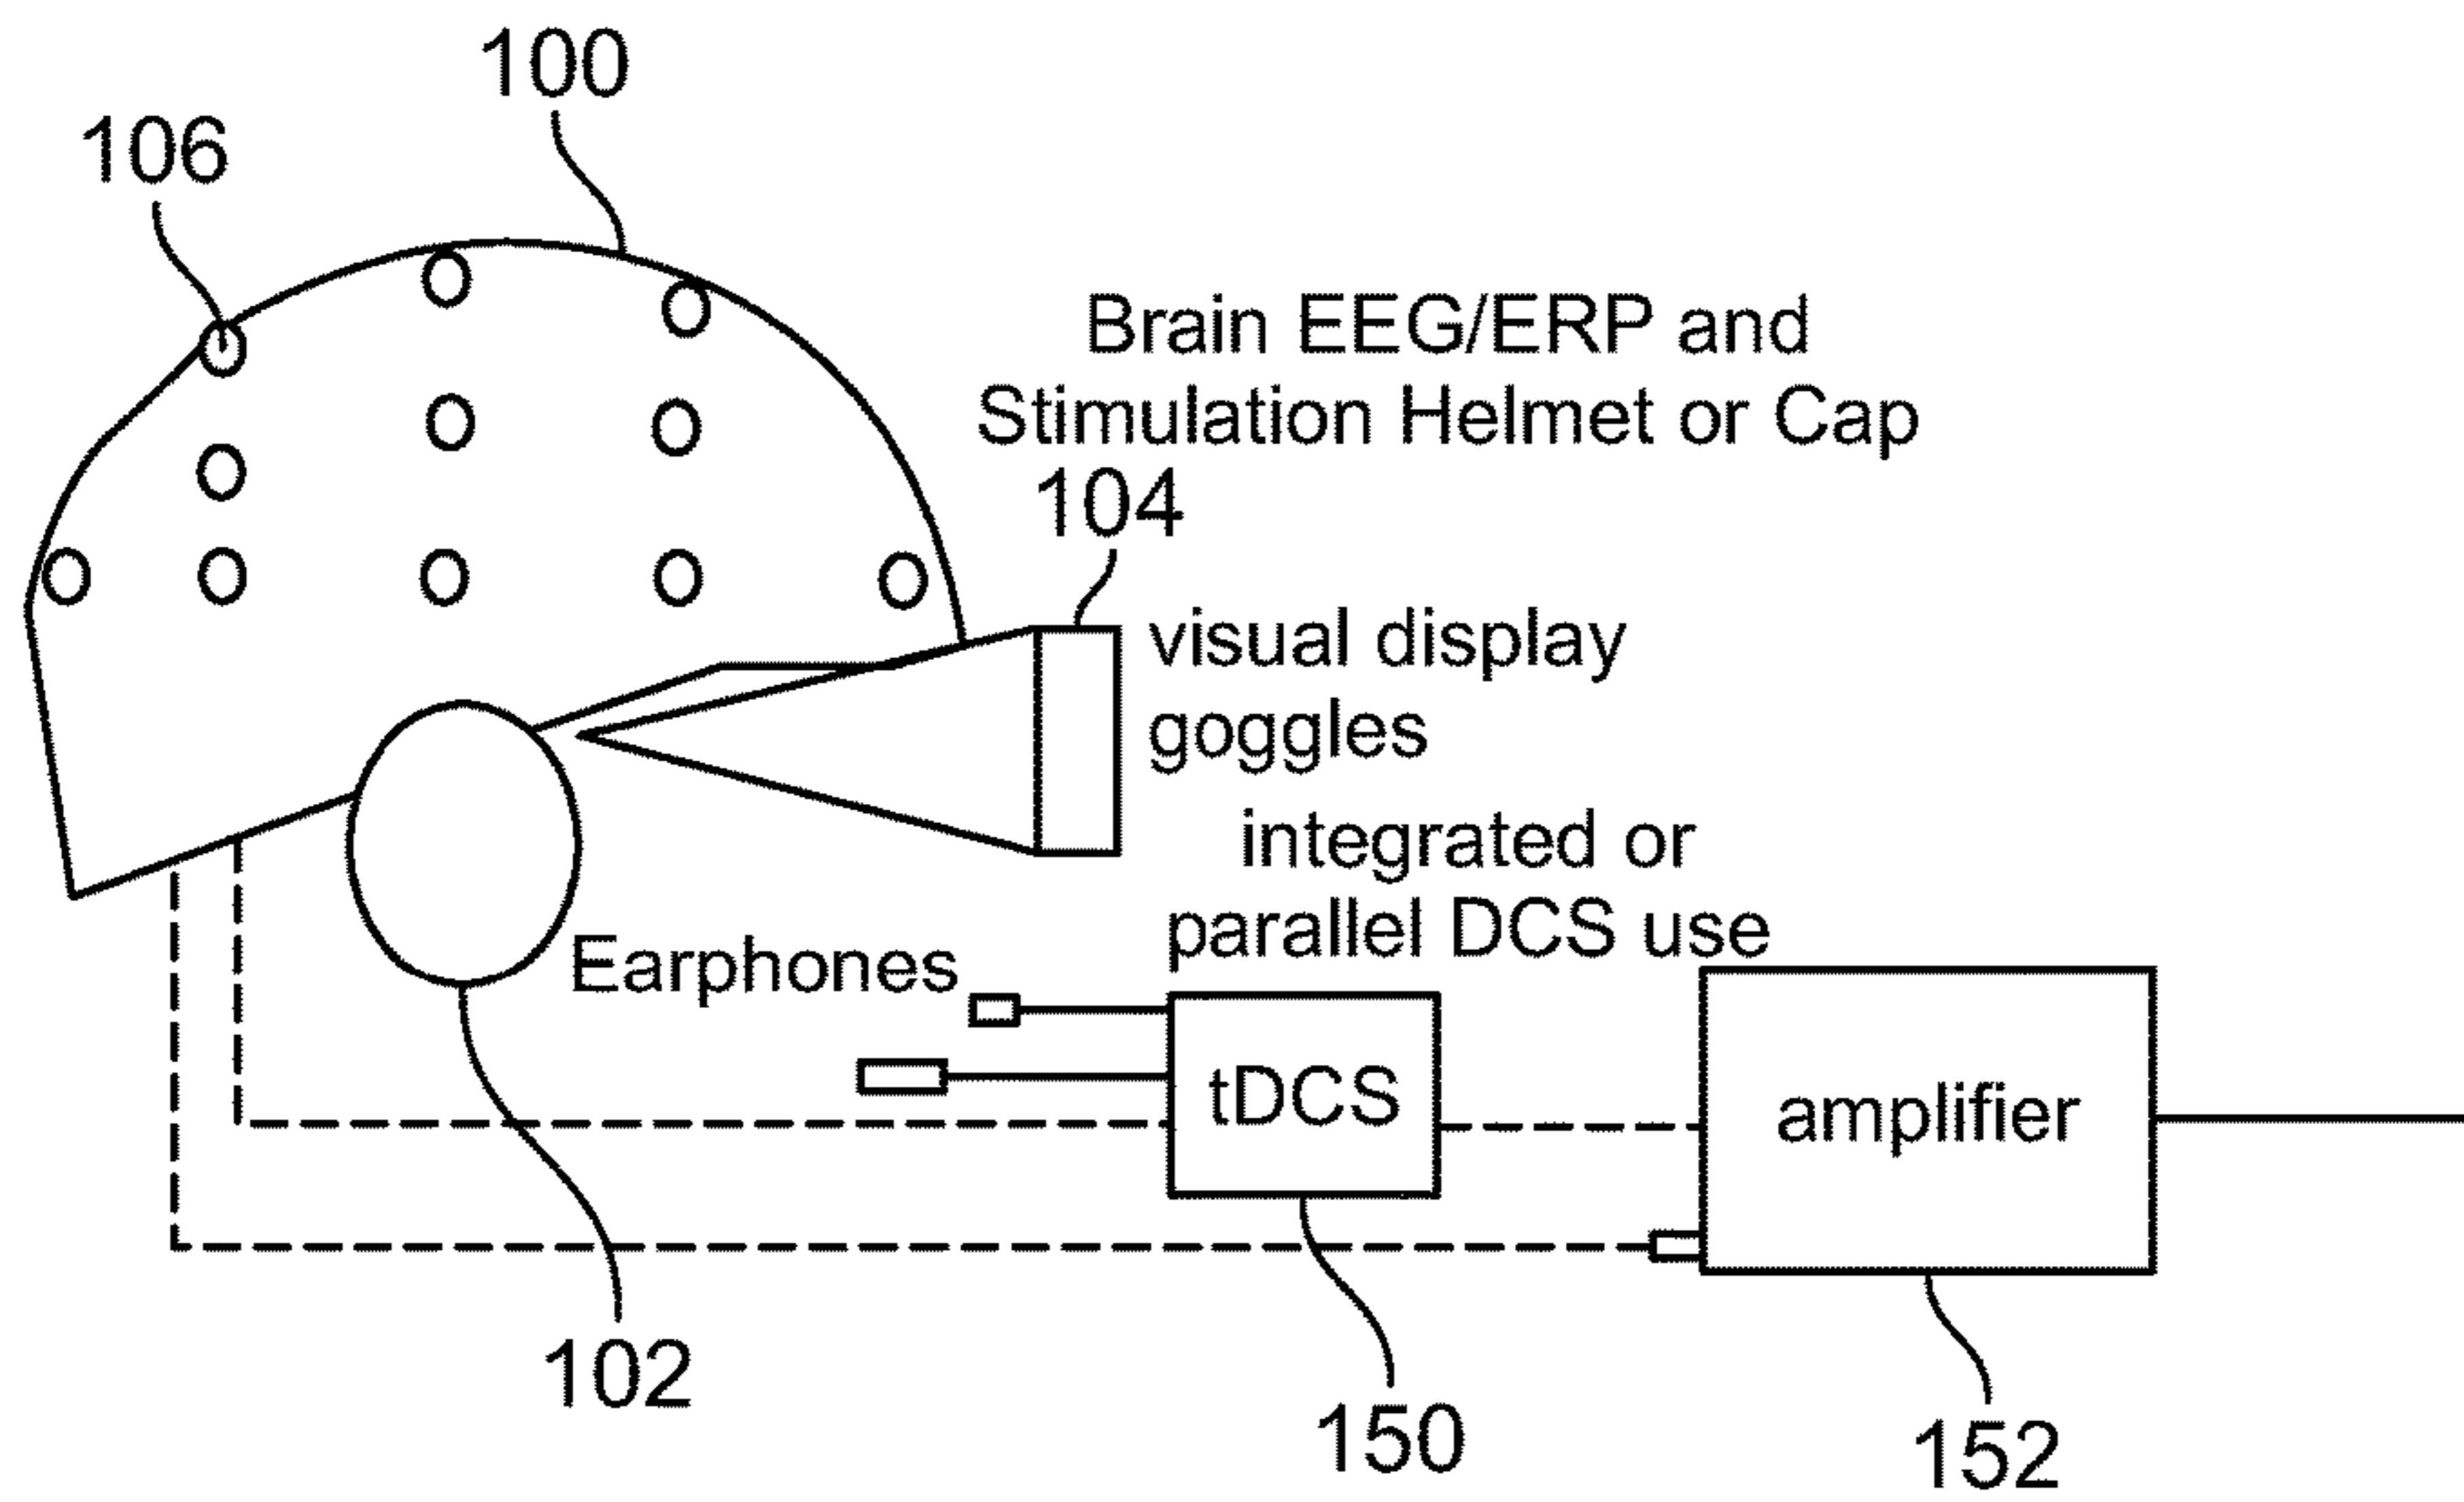 100
106
Brain EEG/ERP and
Stimulation Helmet or Cap
104
visual display
goggles
integrated or
parallel DCS use
Earphones
tDCS
amplifier
102
150
152